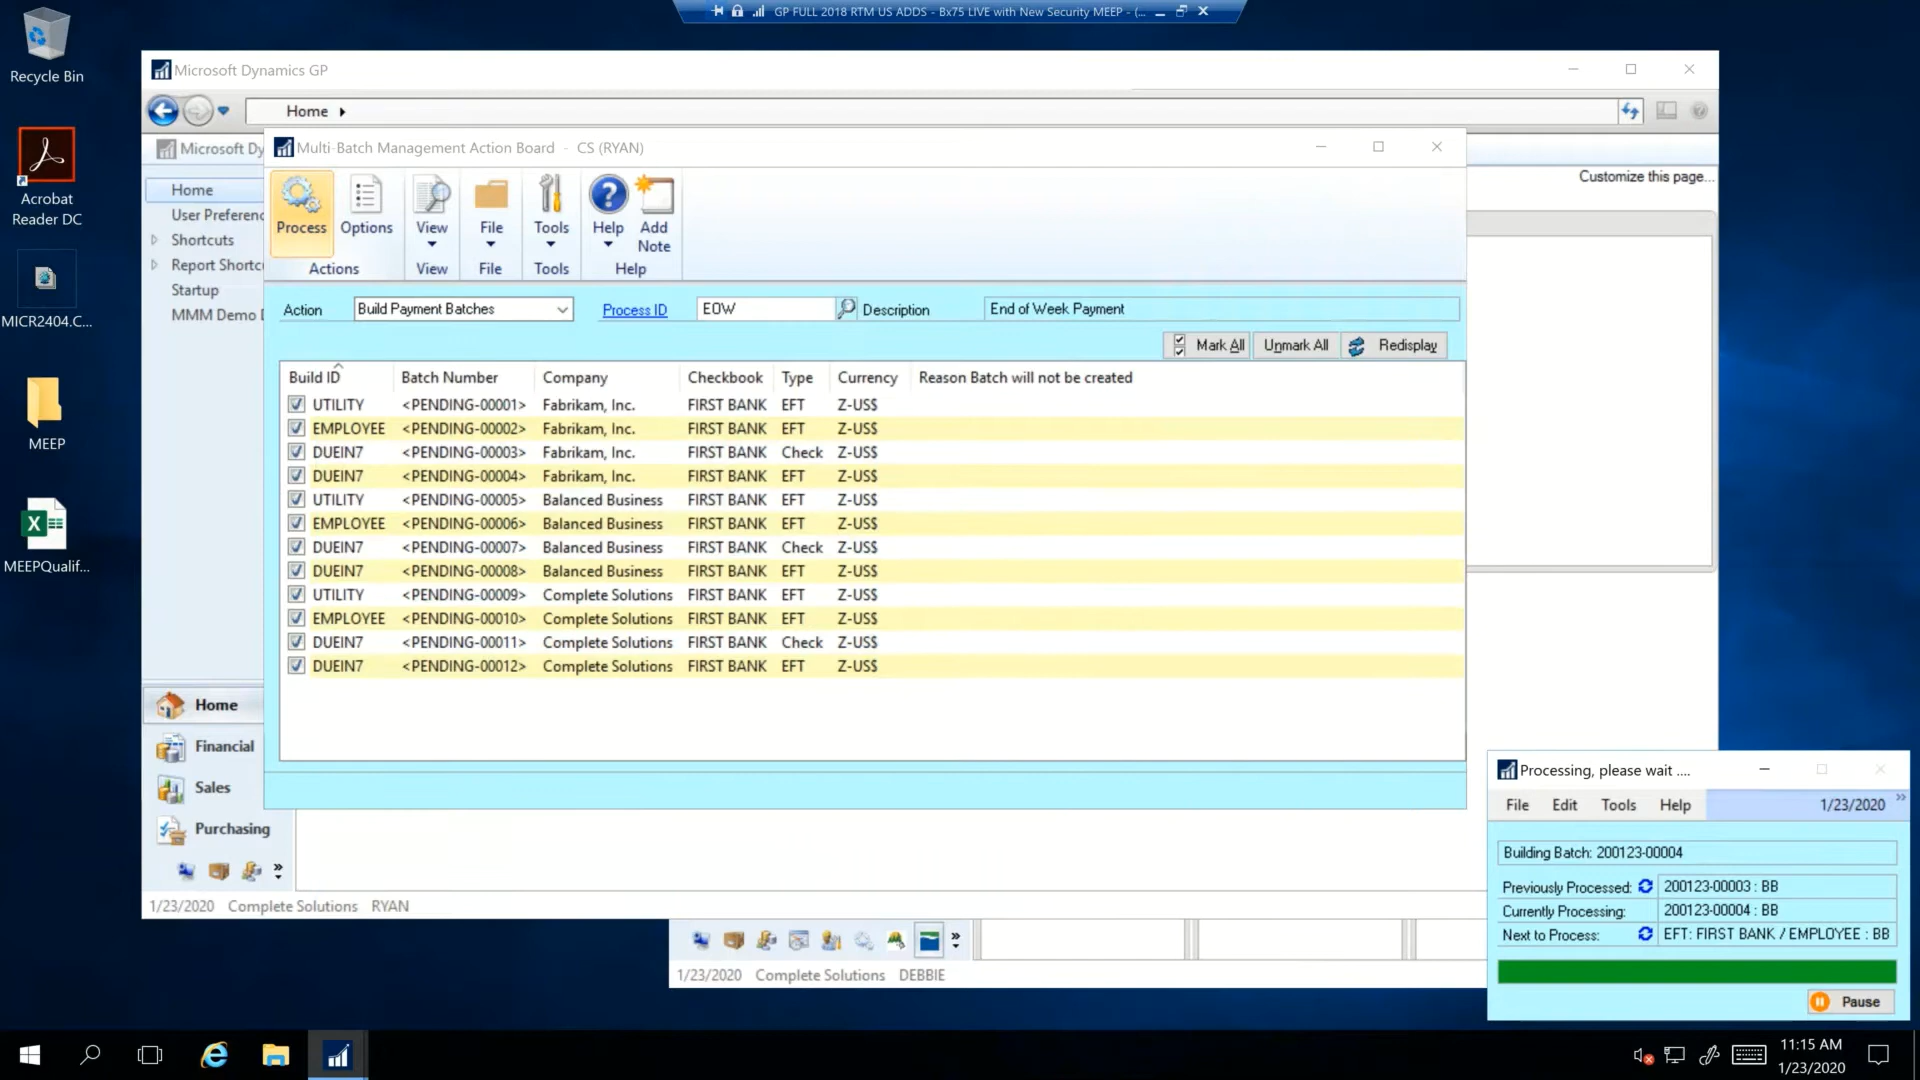 GP FULL 2018 RTM US ADDS - Bx75 LIVE with New Security MEEP - (...
Recycle Bin
Acrobat
Reader DC
MICR2404.C...
MEEP
MEEPQualif...
Microsoft Dynamics GP
Home
Microsoft Dy
Customize this page...
Home
User Preferenc
Shortcuts
Report Shortc
Startup
MMM Demo
Multi-Batch Management Action Board - CS (RYAN)
Process
Options
View
File
Tools
Help
Add
Note
Actions
View
File
Tools
Help
Action Build Payment Batches Process ID EOW Description End of Week Payment
Mark All Unmark All Redisplay
Build ID Batch Number Company Checkbook Type Currency Reason Batch will not be created
UTILITY <PENDING-00001> Fabrikam, Inc. FIRST BANK EFT Z-US$
EMPLOYEE <PENDING-00002> Fabrikam, Inc. FIRST BANK EFT Z-US$
DUEIN7 <PENDING-00003> Fabrikam, Inc. FIRST BANK Check Z-US$
DUEIN7 <PENDING-00004> Fabrikam, Inc. FIRST BANK EFT Z-US$
UTILITY <PENDING-00005> Balanced Business FIRST BANK EFT Z-US$
EMPLOYEE <PENDING-00006> Balanced Business FIRST BANK EFT Z-US$
DUEIN7 <PENDING-00007> Balanced Business FIRST BANK Check Z-US$
DUEIN7 <PENDING-00008> Balanced Business FIRST BANK EFT Z-US$
UTILITY <PENDING-00009> Complete Solutions FIRST BANK EFT Z-US$
EMPLOYEE <PENDING-00010> Complete Solutions FIRST BANK EFT Z-US$
DUEIN7 <PENDING-00011> Complete Solutions FIRST BANK Check Z-US$
DUEIN7 <PENDING-00012> Complete Solutions FIRST BANK EFT Z-US$
Home
Financial
Sales
Purchasing
1/23/2020 Complete Solutions RYAN
1/23/2020 Complete Solutions DEBBIE
Processing, please wait ....
File Edit Tools Help 1/23/2020
Building Batch: 200123-00004
Previously Processed: 200123-00003 : BB
Currently Processing: 200123-00004 : BB
Next to Process: EFT: FIRST BANK / EMPLOYEE : BB
Pause
11:15 AM
1/23/2020